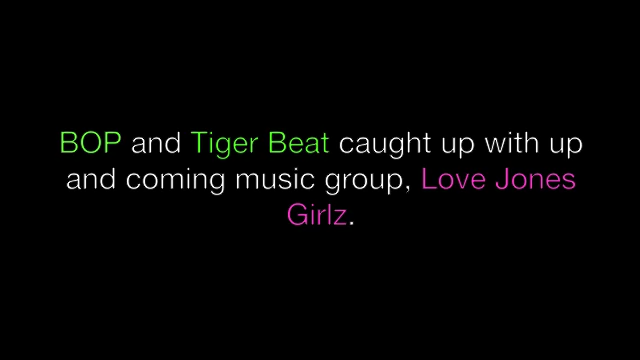 BOP and Tiger Beat caught up with up
and coming music group, Love Jones
Girlz.